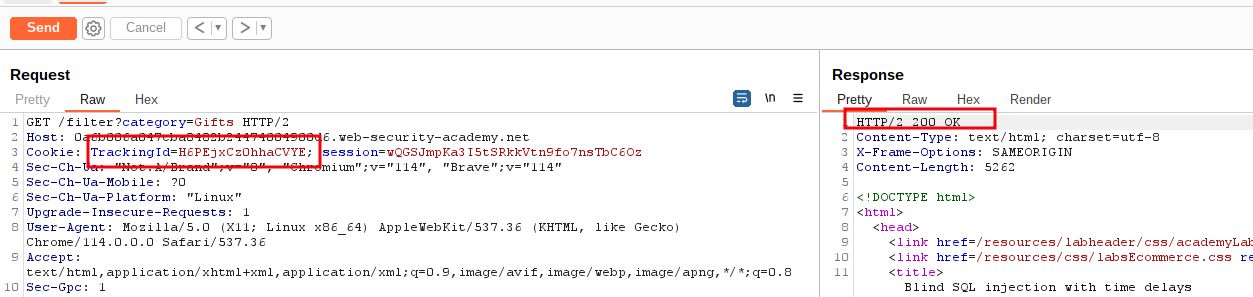 Send
Cancel
Request
Pretty Raw Hex
\n
1 GET /filter?category=Gifts HTTP/2
2 Host: .web-security-academy.net
3 Cookie: TrackingId=H6PEjxCzOhhaCVYE; session=wQGSJmpKa3I5tSRkkVtn9fo7nsTbC6Oz
4 Sec-Ch-Ua: "Not.A/Brand";v="8", "Chromium";v="114", "Brave";v="114"
5 Sec-Ch-Ua-Mobile: ?0
6 Sec-Ch-Ua-Platform: "Linux"
7 Upgrade-Insecure-Requests: 1
8 User-Agent: Mozilla/5.0 (X11; Linux x86_64) AppleWebKit/537.36 (KHTML, like Gecko)
Chrome/114.0.0.0 Safari/537.36
9 Accept:
text/html,application/xhtml+xml,application/xml;q=0.9,image/avif,image/webp,image/apng,*/*;q=0.8
10 Sec-Gpc: 1
Response
Pretty Raw Hex Render
1 HTTP/2 200 OK
2 Content-Type: text/html; charset=utf-8
3 X-Frame-Options: SAMEORIGIN
4 Content-Length: 5262
5
6 <!DOCTYPE html>
7 <html>
8 <head>
9 <link href=/resources/labheader/css/academyLab
10 <link href=/resources/css/labsEcommerce.css re
11 <title>
Blind SQL injection with time delays